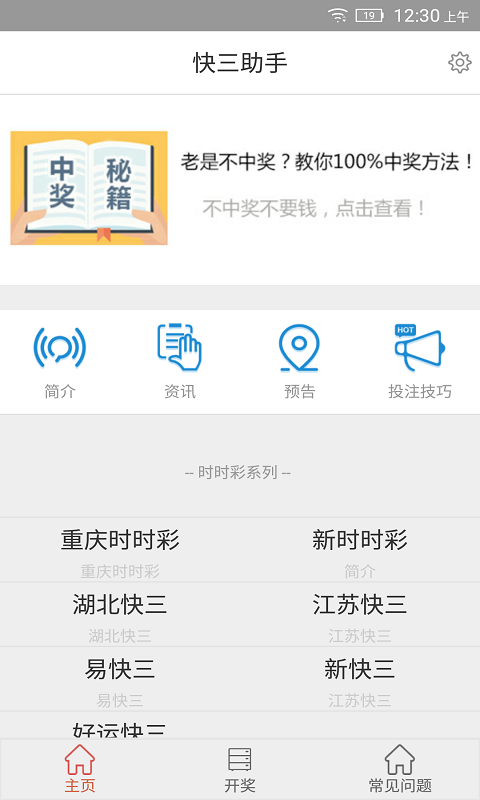 19 12:30 上午
快三助手
中奖 秘籍
老是不中奖？教你100%中奖方法！
不中奖不要钱，点击查看！
HOT
简介 资讯 预告 投注技巧
-- 时时彩系列 --
重庆时时彩 新时时彩
重庆时时彩 简介
湖北快三 江苏快三
湖北快三 江苏快三
易快三 新快三
易快三 江苏快三
好运快三
主页 开奖 常见问题